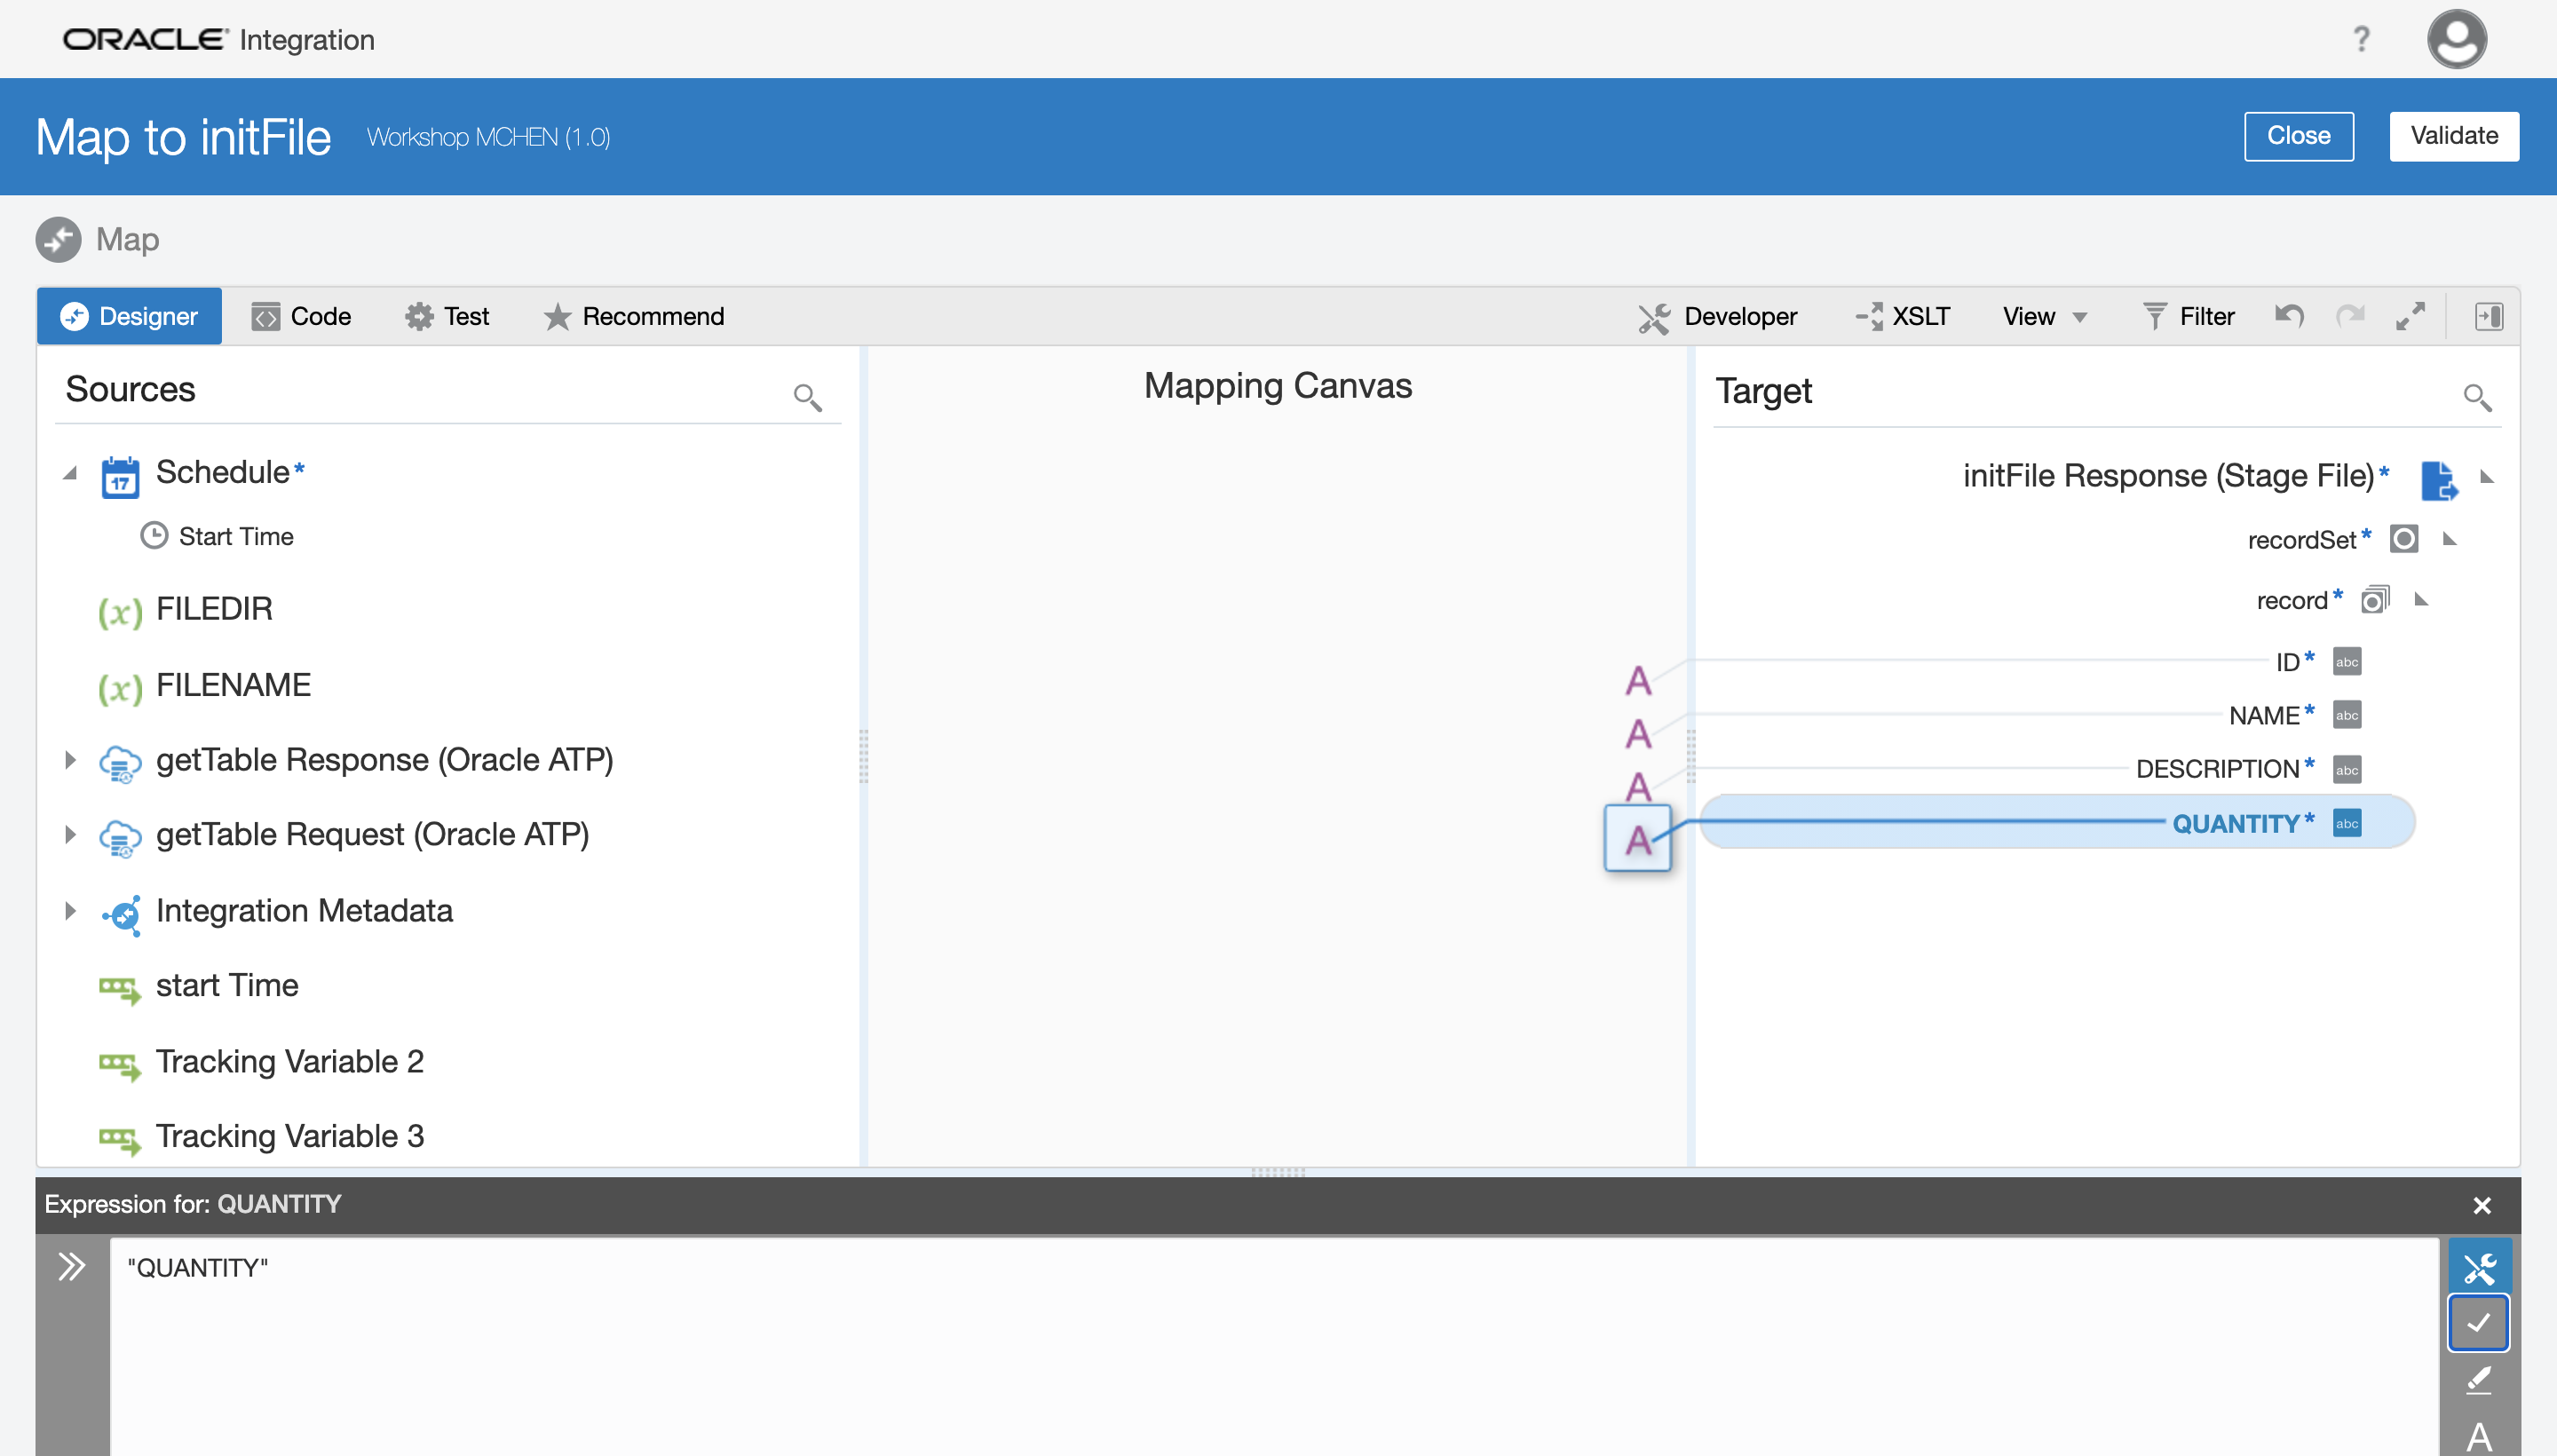 ORACLE Integration
?
Map to initFile Workshop MCHEN (1.0)
Close
Validate
Map
Designer
Code
Test
Recommend
Developer
XSLT
View
Filter
Sources
Mapping Canvas
Target
17
Schedule*
Start Time
(x) FILEDIR
(x) FILENAME
getTable Response (Oracle ATP)
getTable Request (Oracle ATP)
Integration Metadata
start Time
Tracking Variable 2
Tracking Variable 3
initFile Response (Stage File)*
recordSet*
record*
A ID* abc
A NAME* abc
A DESCRIPTION* abc
A QUANTITY* abc
Expression for: QUANTITY
"QUANTITY"
A